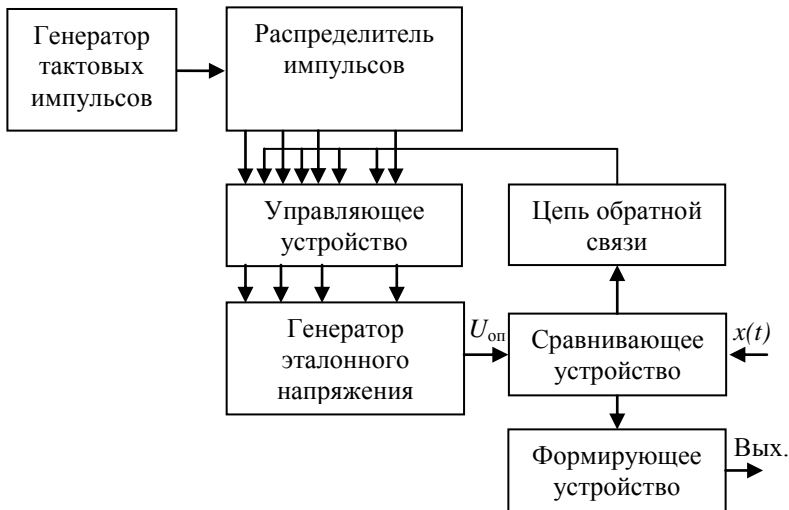 Генератор
тактовых
импульсов
Распределитель
импульсов
Управляющее
устройство
Цепь обратной
связи
Генератор
эталонного
напряжения
Uоп
Сравнивающее
устройство
x(t)
Формирующее
устройство
Вых.